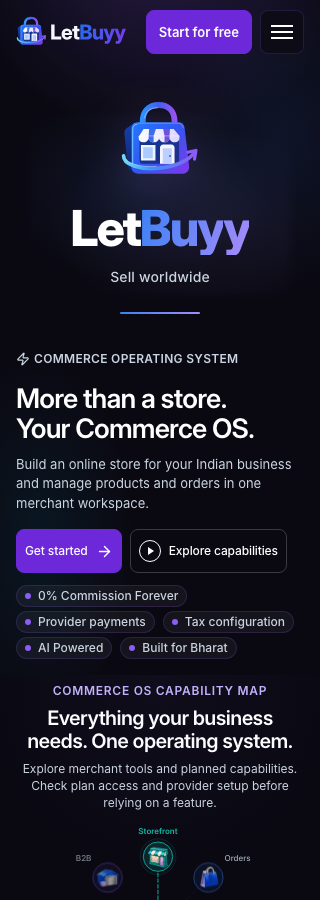 LetBuyy
Start for free
LetBuyy
Sell worldwide
COMMERCE OPERATING SYSTEM
More than a store.
Your Commerce OS.
Build an online store for your Indian business
and manage products and orders in one
merchant workspace.
Get started
Explore capabilities
0% Commission Forever
Provider payments
Tax configuration
AI Powered
Built for Bharat
COMMERCE OS CAPABILITY MAP
Everything your business
needs. One operating system.
Explore merchant tools and planned capabilities.
Check plan access and provider setup before
relying on a feature.
Storefront
B2B
Orders